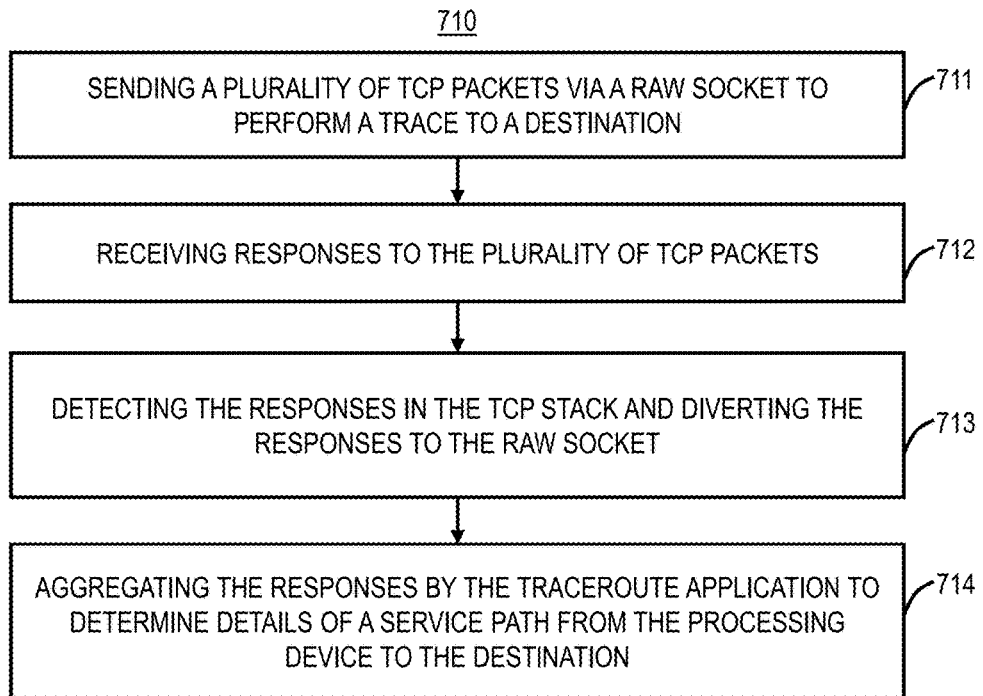 710
SENDING A PLURALITY OF TCP PACKETS VIA A RAW SOCKET TO
PERFORM A TRACE TO A DESTINATION
711
RECEIVING RESPONSES TO THE PLURALITY OF TCP PACKETS
712
DETECTING THE RESPONSES IN THE TCP STACK AND DIVERTING THE
RESPONSES TO THE RAW SOCKET
713
AGGREGATING THE RESPONSES BY THE TRACEROUTE APPLICATION TO
DETERMINE DETAILS OF A SERVICE PATH FROM THE PROCESSING
DEVICE TO THE DESTINATION
714